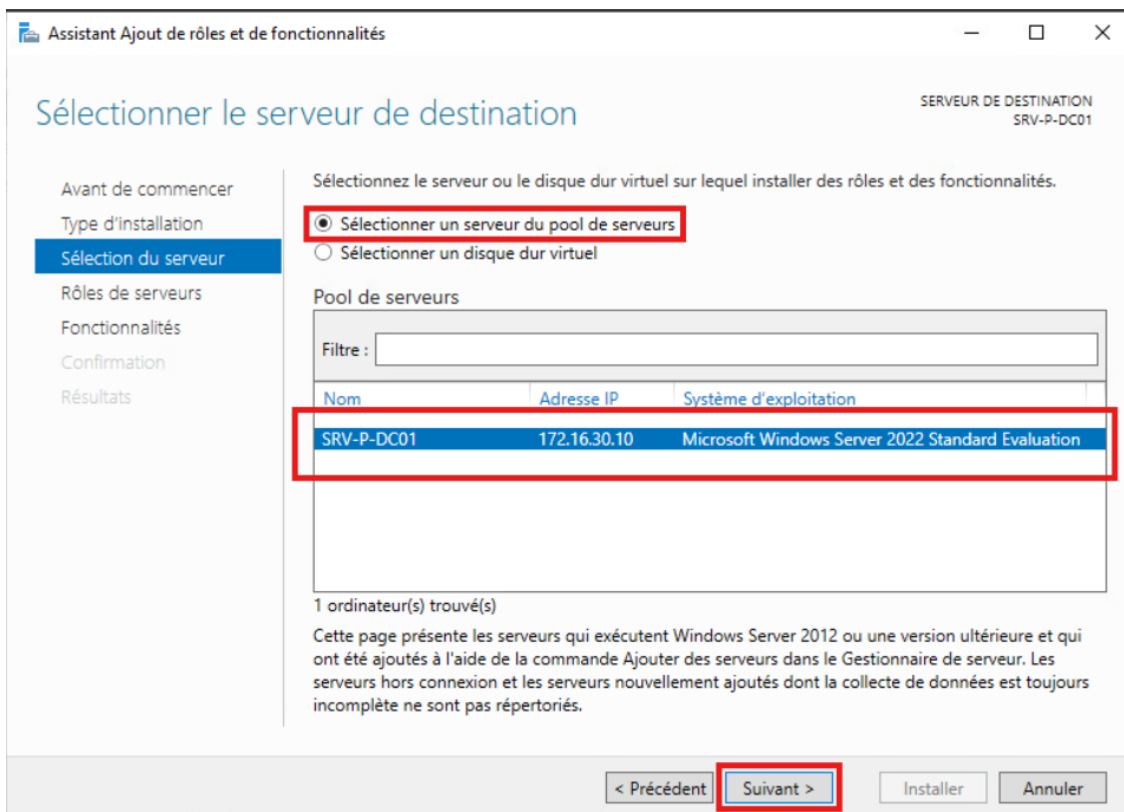 Assistant Ajout de rôles et de fonctionnalités
Sélectionner le serveur de destination
SERVEUR DE DESTINATION
SRV-P-DC01
Avant de commencer
Type d'installation
Sélection du serveur
Rôles de serveurs
Fonctionnalités
Confirmation
Résultats
Sélectionnez le serveur ou le disque dur virtuel sur lequel installer des rôles et des fonctionnalités.
Sélectionner un serveur du pool de serveurs
Sélectionner un disque dur virtuel
Pool de serveurs
Filtre :
Nom Adresse IP Système d'exploitation
SRV-P-DC01 172.16.30.10 Microsoft Windows Server 2022 Standard Evaluation
1 ordinateur(s) trouvé(s)
Cette page présente les serveurs qui exécutent Windows Server 2012 ou une version ultérieure et qui
ont été ajoutés à l'aide de la commande Ajouter des serveurs dans le Gestionnaire de serveur. Les
serveurs hors connexion et les serveurs nouvellement ajoutés dont la collecte de données est toujours
incomplète ne sont pas répertoriés.
< Précédent Suivant > Installer Annuler